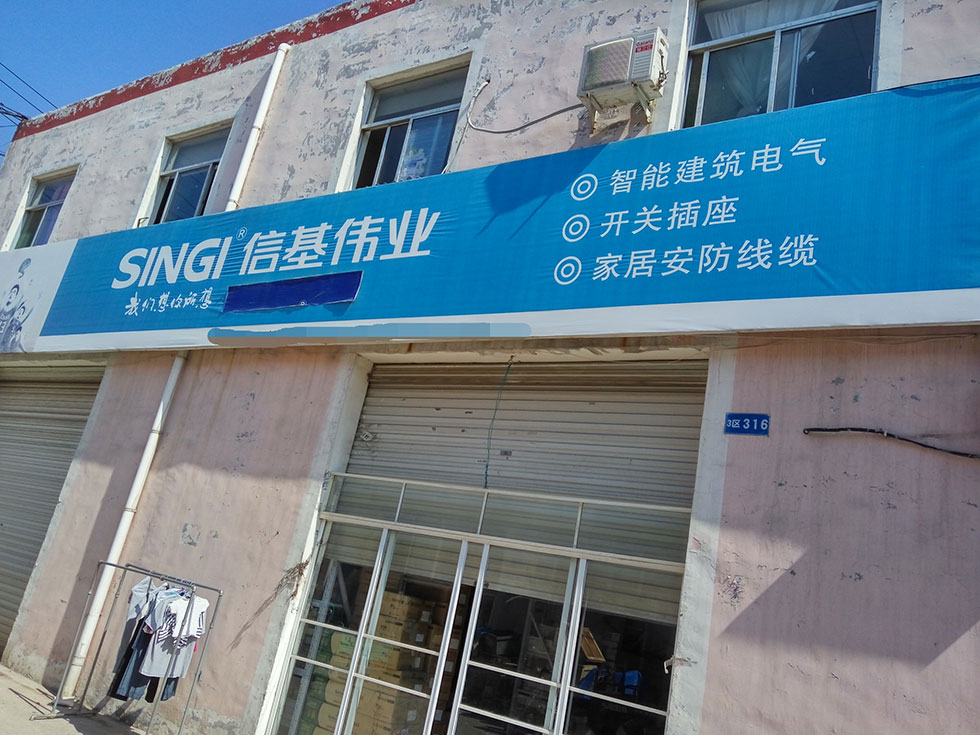 SINGI® 信基伟业
我们.想你所.想
◎ 智能建筑电气
◎ 开关插座
◎ 家居安防线缆
3区316